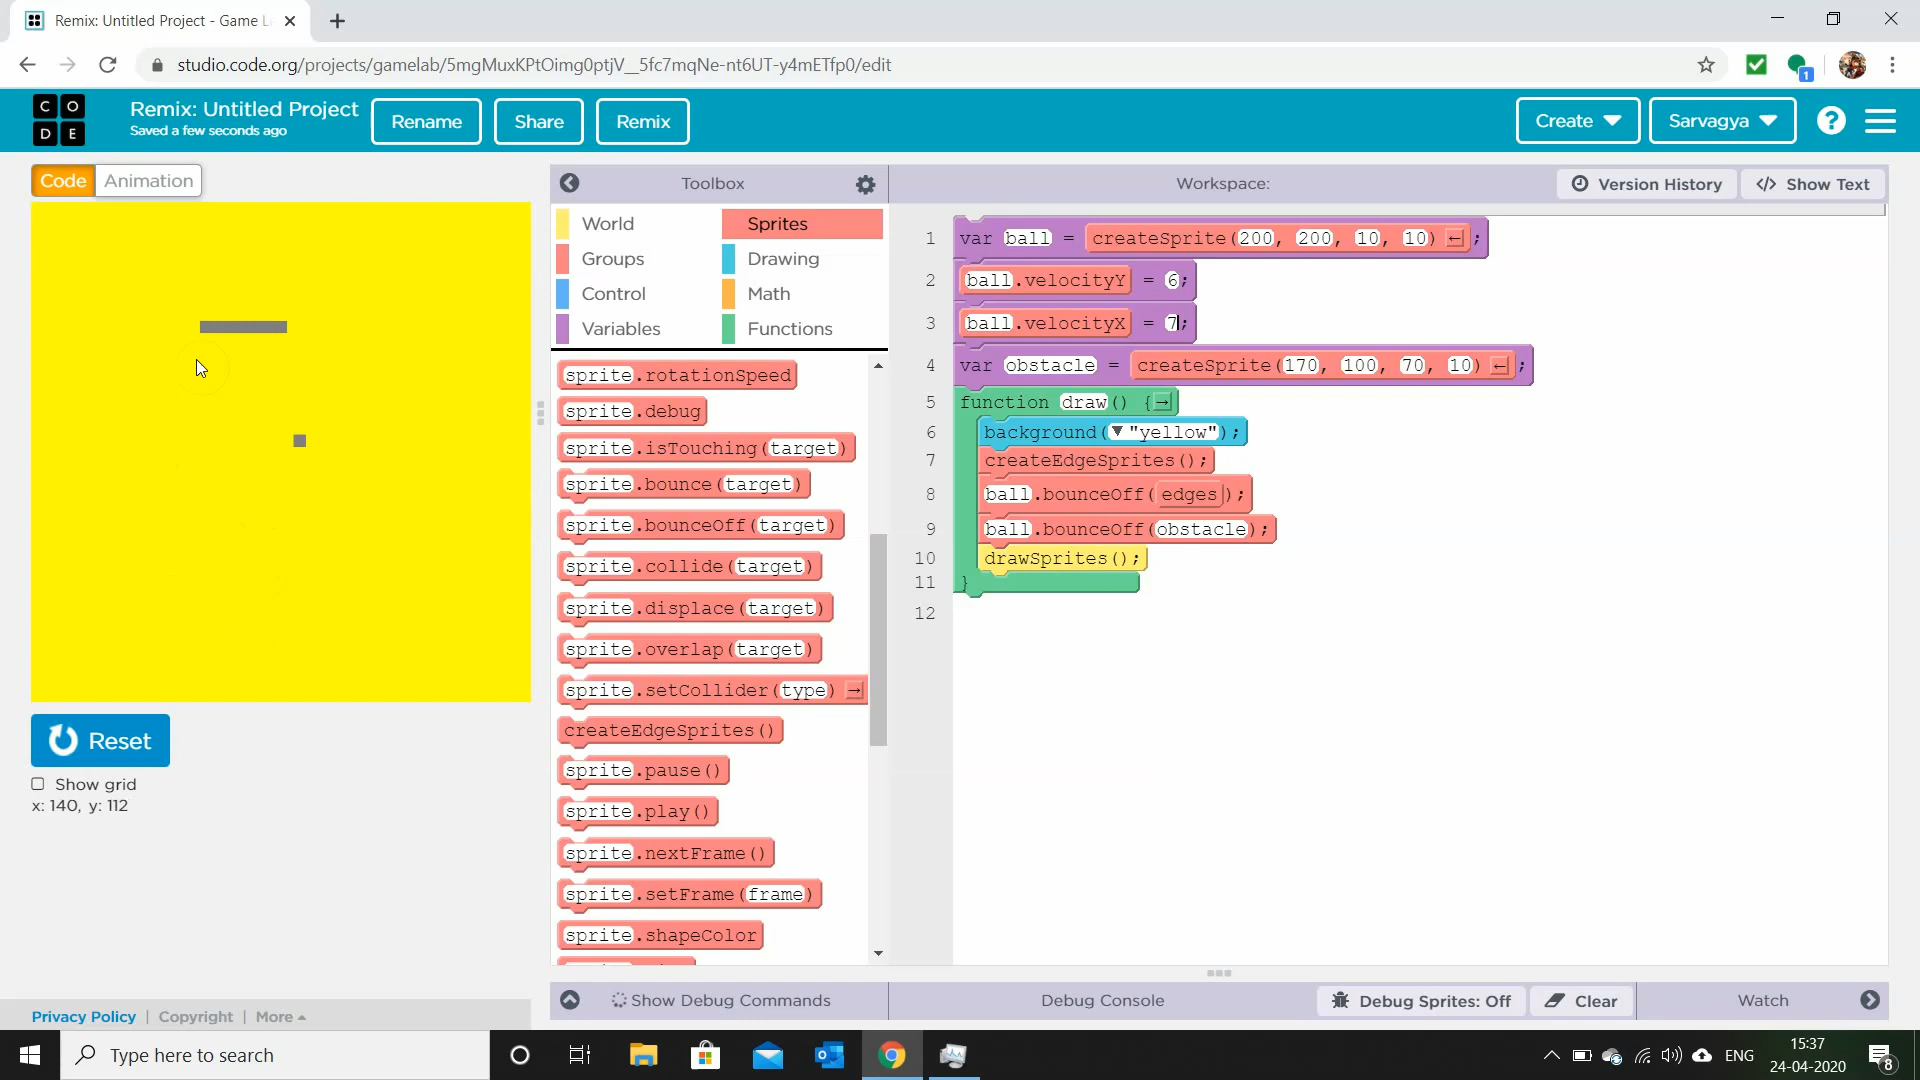 Remix: Untitled Project - Game L
studio.code.org/projects/gamelab/5mgMuxKPtOimg0ptjV__5fc7mqNe-nt6UT-y4mETfp0/edit
1
C O
D E
Remix: Untitled Project
Saved a few seconds ago
Rename
Share
Remix
Create
Sarvagya
?
Code
Animation
Toolbox
Workspace:
Version History
</> Show Text
World
Sprites
Groups
Drawing
Control
Math
Variables
Functions
sprite.rotationSpeed
sprite.debug
sprite.isTouching(target)
sprite.bounce(target)
sprite.bounceOff(target)
sprite.collide(target)
sprite.displace(target)
sprite.overlap(target)
sprite.setCollider(type)
createEdgeSprites()
sprite.pause()
sprite.play()
sprite.nextFrame()
sprite.setFrame(frame)
sprite.shapeColor
1 var ball = createSprite(200, 200, 10, 10) ;
2 ball.velocityY = 6;
3 ball.velocityX = 7;
4 var obstacle = createSprite(170, 100, 70, 10) ;
5 function draw() {
6 background("yellow");
7 createEdgeSprites();
8 ball.bounceOff(edges);
9 ball.bounceOff(obstacle);
10 drawSprites();
11 }
12
Reset
Show grid
x: 140, y: 112
Show Debug Commands
Debug Console
Debug Sprites: Off
Clear
Watch
Privacy Policy | Copyright | More
Type here to search
ENG
15:37
24-04-2020
8